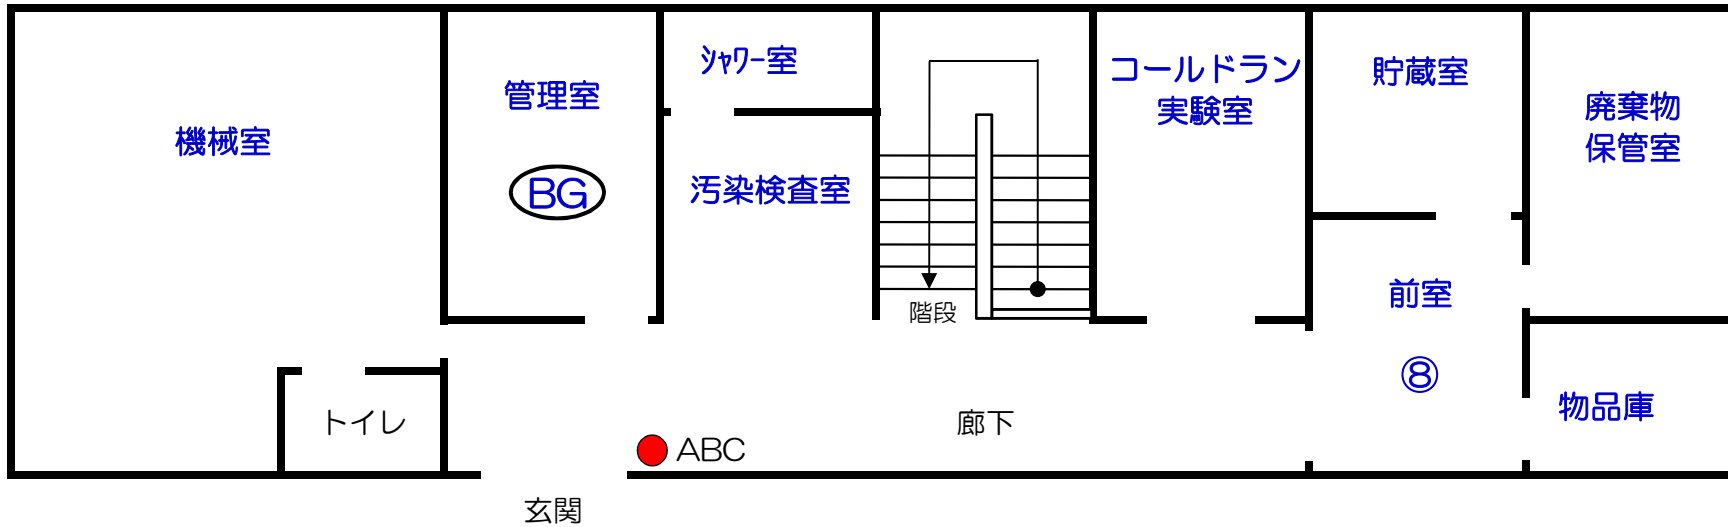 機械室
管理室
BG
シャワー室
汚染検査室
階段
コールドラン
実験室
貯蔵室
廃棄物
保管室
前室
⑧
物品庫
トイレ
ABC
廊下
玄関